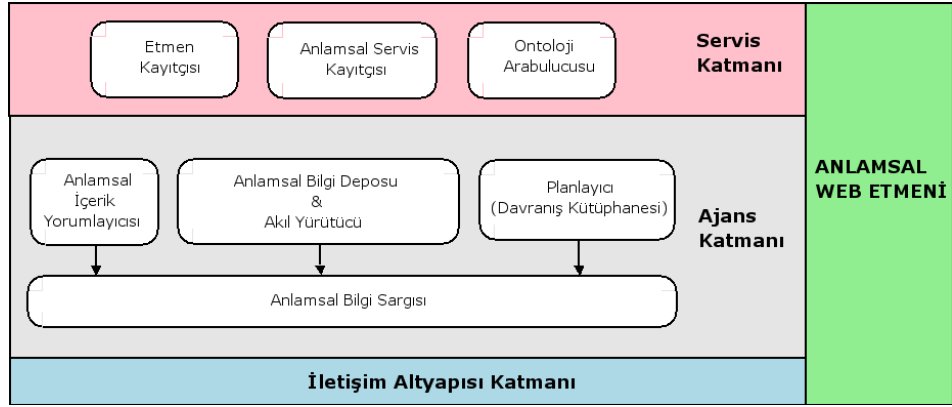 Etmen
Kayıtçısı
Anlamsal Servis
Kayıtçısı
Ontoloji
Arabulucusu
Servis
Katmanı
Anlamsal
İçerik
Yorumlayıcısı
Anlamsal Bilgi Deposu
&
Akıl Yürütücü
Planlayıcı
(Davranış Kütüphanesi)
Ajans
Katmanı
Anlamsal Bilgi Sargısı
İletişim Altyapısı Katmanı
ANLAMSAL
WEB ETMENİ